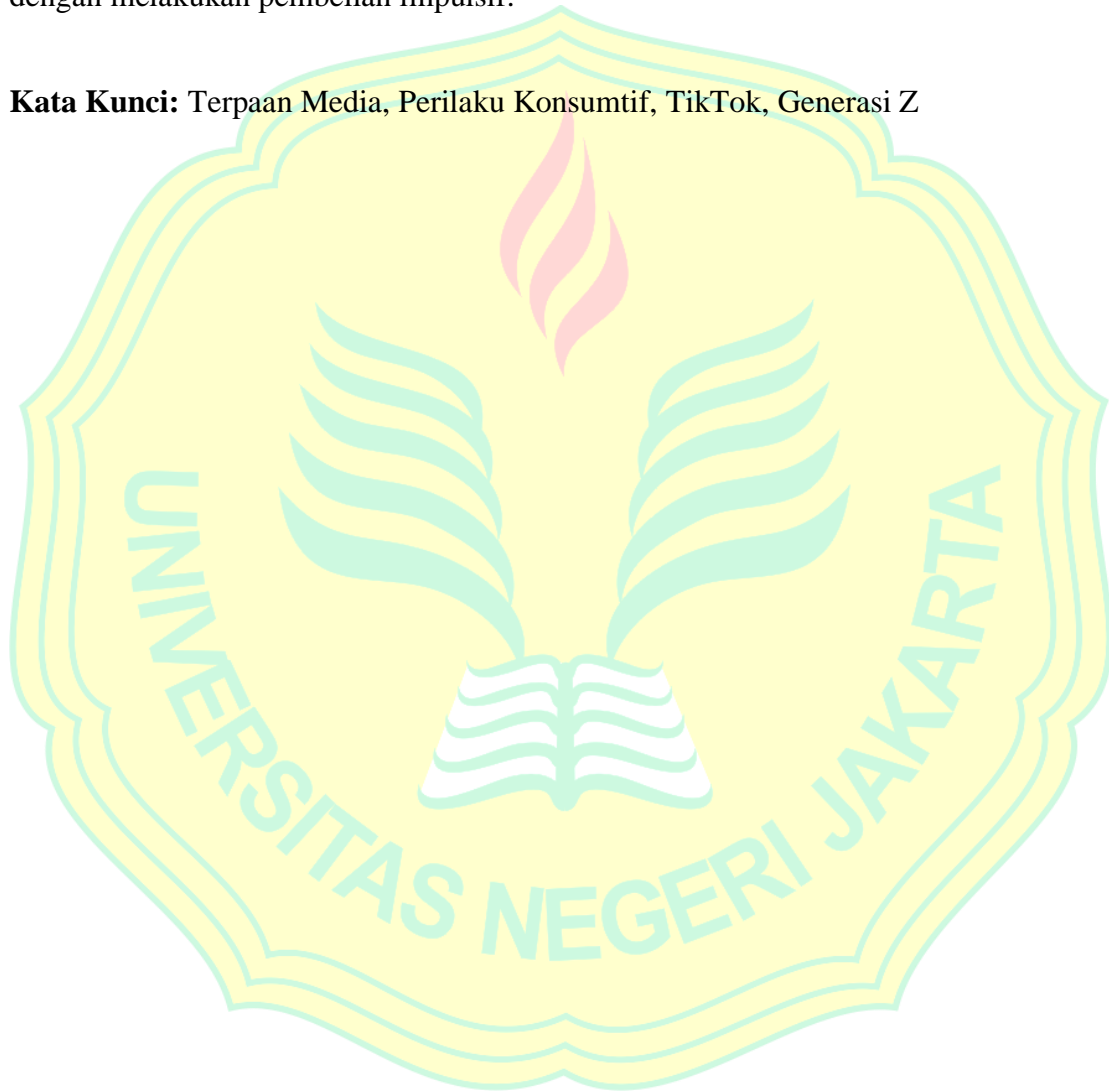 dengan melakukan pembelian impulsif.
Kata Kunci: Terpaan Media, Perilaku Konsumtif, TikTok, Generasi Z
UNIVERSITAS NEGERI JAKARTA